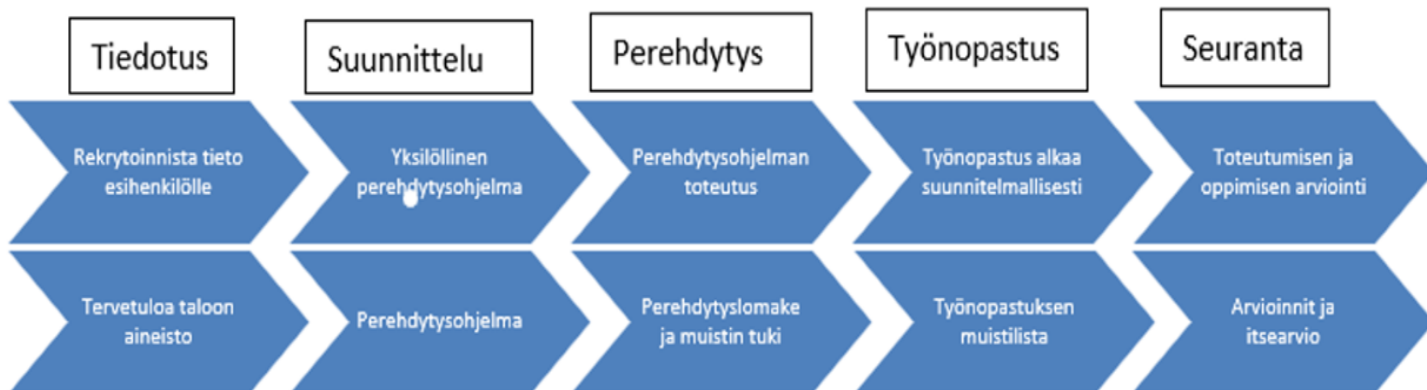 Tiedotus
Suunnittelu
Perehdytys
Työnopastus
Seuranta
Rekrytoinnista tieto
esihenkilölle
Yksilöllinen
perehdytysohjelma
Perehdytysohjelman
toteutus
Työnopastus alkaa
suunnitelmallisesti
Toteutumisen ja
oppimisen arviointi
Tervetuloa taloon
aineisto
Perehdytysohjelma
Perehdytyslomake
ja muistin tuki
Työnopastuksen
muistilista
Arvioinnit ja
itsearvio